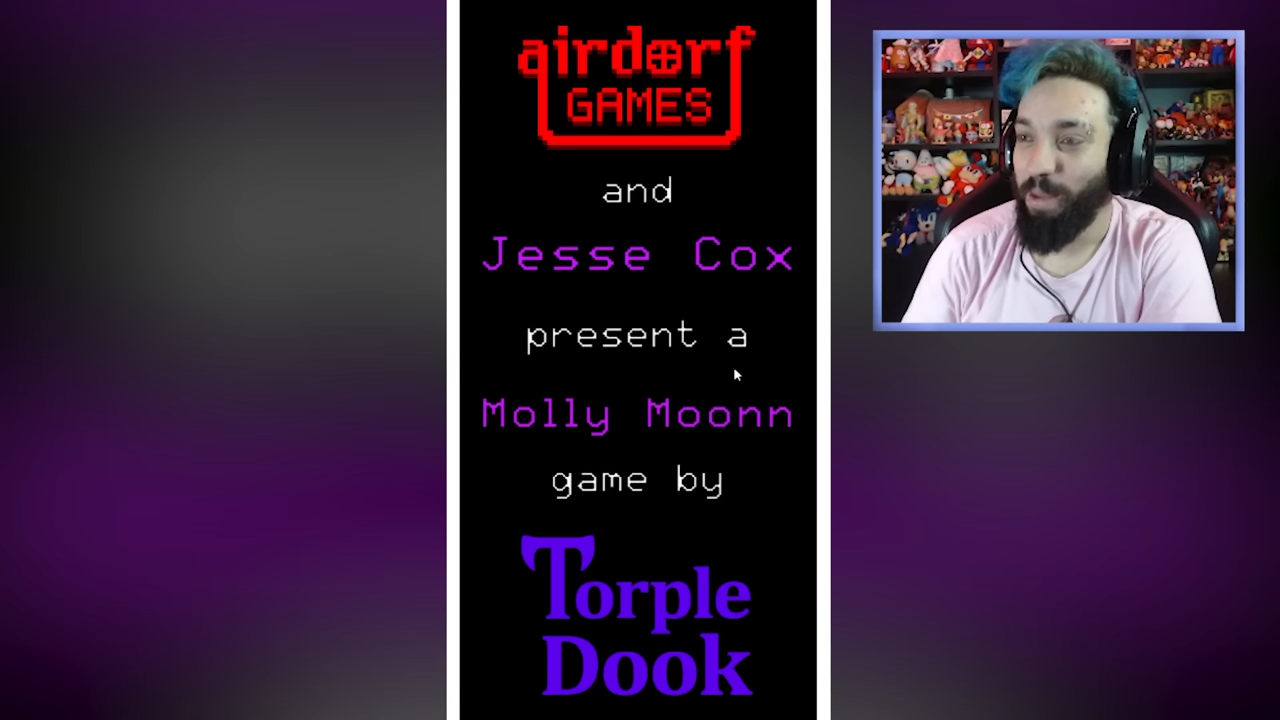 airdorf
GAMES
and
Jesse Cox
present a
Molly Moonn
game by
Torple
Dook